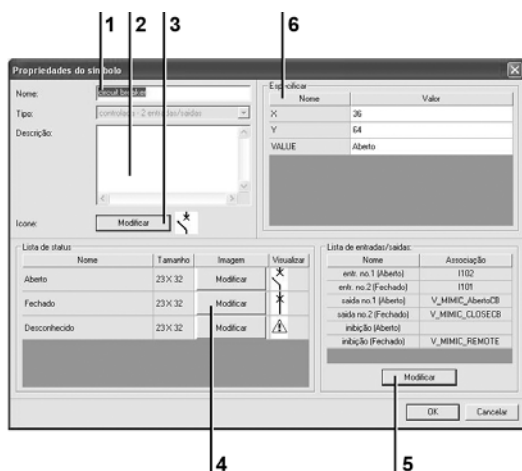 1 2 3 6
Propriedades do símbolo
Nome: circuit breaker
Tipo: controlada - 2 entradas/saídas
Descrição:
Ícone: Modificar
Especificar
Nome Valor
X 36
Y 64
VALUE Aberto
Lista de status
Nome Tamanho Imagem Visualizar
Aberto 23 X 32 Modificar
Fechado 23 X 32 Modificar
Desconhecido 23 X 32 Modificar
Lista de entradas/saídas:
Nome Associação
entr. no.1 (Aberto) I102
entr. no.2 (Fechado) I101
saída no.1 (Aberto) V_MIMIC_AbertoCB
saída no.2 (Fechado) V_MIMIC_CLOSECB
inibição (Aberto)
inibição (Fechado) V_MIMIC_REMOTE
Modificar
OK Cancelar
4 5